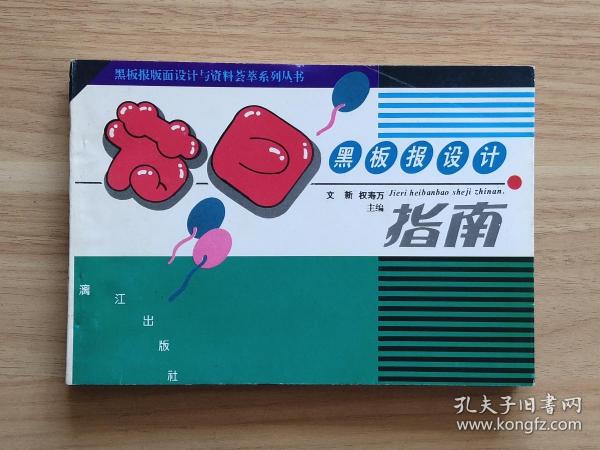 黑板报版面设计与资料荟萃系列丛书
节日
黑板报设计
指南
Jieri heibanbao sheji zhinan.
文 新 权寿万
主编
漓江出版社
孔夫子旧书网
www.kongfz.com